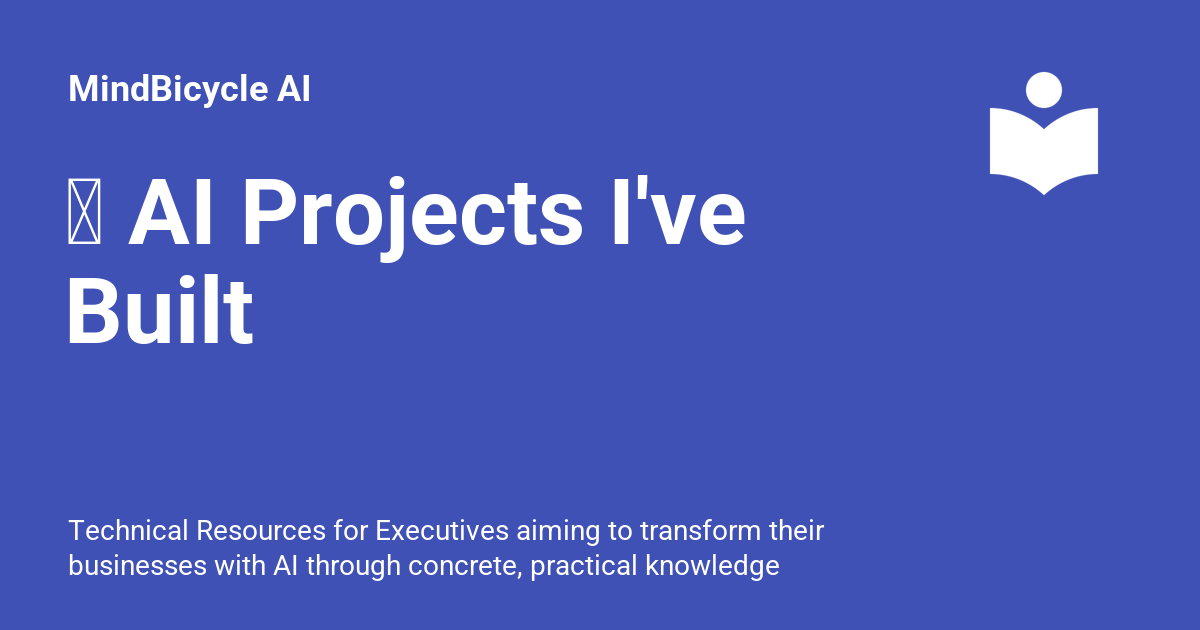 MindBicycle AI
AI Projects I've
Built
Technical Resources for Executives aiming to transform their
businesses with AI through concrete, practical knowledge